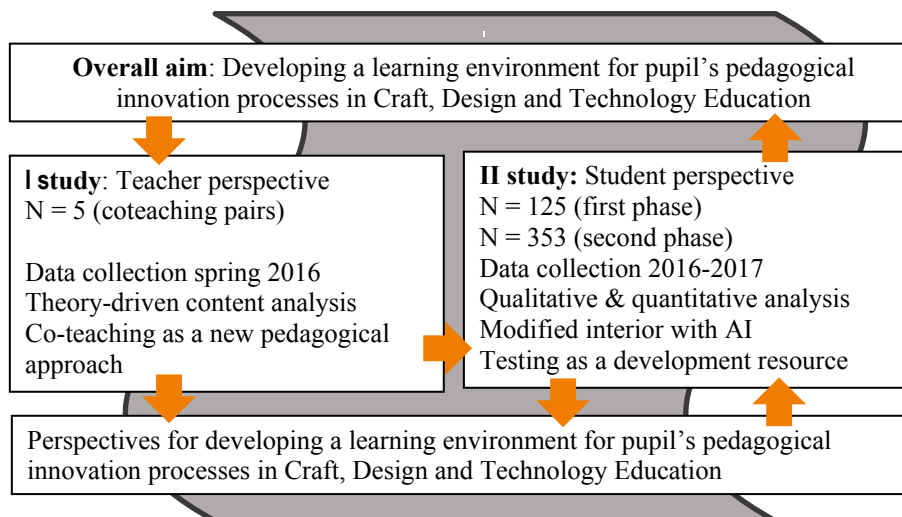 Overall aim: Developing a learning environment for pupil's pedagogical
innovation processes in Craft, Design and Technology Education
I study: Teacher perspective
N = 5 (coteaching pairs)
Data collection spring 2016
Theory-driven content analysis
Co-teaching as a new pedagogical
approach
II study: Student perspective
N = 125 (first phase)
N = 353 (second phase)
Data collection 2016-2017
Qualitative & quantitative analysis
Modified interior with AI
Testing as a development resource
Perspectives for developing a learning environment for pupil's pedagogical
innovation processes in Craft, Design and Technology Education